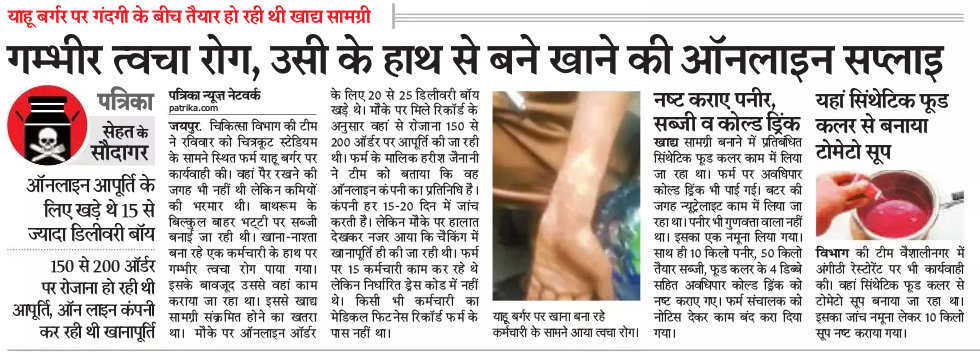 याहू बर्गर पर गंदगी के बीच तैयार हो रही थी खाद्य सामग्री
गम्भीर त्वचा रोग, उसी के हाथ से बने खाने की ऑनलाइन सप्लाइ
पत्रिका
सेहत के
सौदागर
ऑनलाइन आपूर्ति के
लिए खड़े थे 15 से
ज्यादा डिलीवरी बॉय
150 से 200 ऑर्डर
पर रोजाना हो रही थी
आपूर्ति, ऑन लाइन कंपनी
कर रही थी खानापूर्ति
पत्रिका न्यूज़ नेटवर्क
patrika.com
जयपुर. चिकित्सा विभाग की टीम
ने रविवार को चित्रकूट स्टेडियम
के सामने स्थित फर्म याहू बर्गर पर
कार्यवाही की। वहां पैर रखने की
जगह भी नहीं थी लेकिन कमियों
की भरमार थी। बाथरूम के
बिल्कुल बाहर भट्टी पर सब्जी
बनाई जा रही थी। खाना-नाश्ता
बना रहे एक कर्मचारी के हाथ पर
गम्भीर त्वचा रोग पाया गया।
इसके बावजूद उससे वहां काम
कराया जा रहा था। इससे खाद्य
सामग्री संक्रमित होने का खतरा
था। मौके पर ऑनलाइन ऑर्डर
के लिए 20 से 25 डिलीवरी बॉय
खड़े थे। मौके पर मिले रिकॉर्ड के
अनुसार वहां से रोजाना 150 से
200 ऑर्डर पर आपूर्ति की जा रही
थी। फर्म के मालिक हरीश जैनानी
ने टीम को बताया कि वह
ऑनलाइन कंपनी का प्रतिनिधि है।
कंपनी हर 15-20 दिन में जांच
करती है। लेकिन मौके पर हालात
देखकर नजर आया कि चैकिंग में
खानापूर्ति ही की जा रही थी। फर्म
पर 15 कर्मचारी काम कर रहे थे
लेकिन निर्धारित ड्रेस कोड में नहीं
थे। किसी भी कर्मचारी का
मेडिकल फिटनेस रिकॉर्ड फर्म के
पास नहीं था।
याहू बर्गर पर खाना बना रहे
कर्मचारी के सामने आया त्वचा रोग।
नष्ट कराए पनीर,
सब्जी व कोल्ड ड्रिंक
खाद्य सामग्री बनाने में प्रतिबंधित
सिंथेटिक फूड कलर काम में लिया
जा रहा था। फर्म पर अवधिपार
कोल्ड ड्रिंक भी पाई गई। बटर की
जगह न्यूट्रेलाइट काम में लिया जा
रहा था। पनीर भी गुणवत्ता वाला नहीं
था। इसका एक नमूना लिया गया।
साथ ही 10 किलो पनीर, 50 किलो
तैयार सब्जी, फूड कलर के 4 डिब्बे
सहित अवधिपार कोल्ड ड्रिंक को
नष्ट कराए गए। फर्म संचालक को
नोटिस देकर काम बंद करा दिया
गया।
यहां सिंथेटिक फूड
कलर से बनाया
टोमेटो सूप
विभाग की टीम वैशालीनगर में
अंगीठी रेस्टोरेंट पर भी कार्यवाही
की। वहां सिंथेटिक फूड कलर से
टोमेटो सूप बनाया जा रहा था।
इसका जांच नमूना लेकर 10 किलो
सूप नष्ट कराया गया।